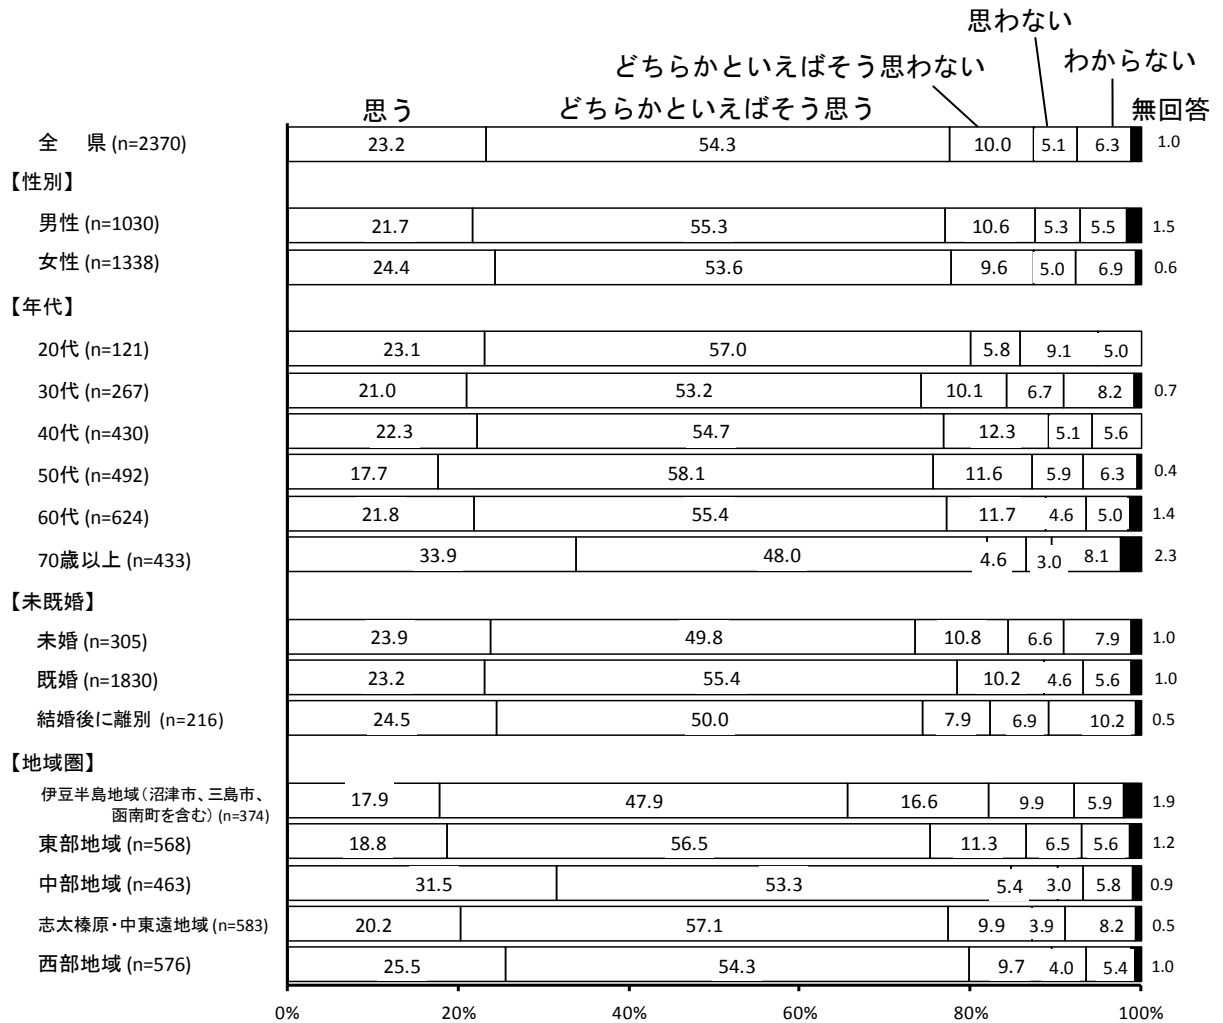 思わない
どちらかといえばそう思わない わからない
思う どちらかといえばそう思う 無回答
全 県 (n=2370) 23.2 54.3 10.0 5.1 6.3 1.0
【性別】
男性 (n=1030) 21.7 55.3 10.6 5.3 5.5 1.5
女性 (n=1338) 24.4 53.6 9.6 5.0 6.9 0.6
【年代】
20代 (n=121) 23.1 57.0 5.8 9.1 5.0
30代 (n=267) 21.0 53.2 10.1 6.7 8.2 0.7
40代 (n=430) 22.3 54.7 12.3 5.1 5.6
50代 (n=492) 17.7 58.1 11.6 5.9 6.3 0.4
60代 (n=624) 21.8 55.4 11.7 4.6 5.0 1.4
70歳以上 (n=433) 33.9 48.0 4.6 3.0 8.1 2.3
【未既婚】
未婚 (n=305) 23.9 49.8 10.8 6.6 7.9 1.0
既婚 (n=1830) 23.2 55.4 10.2 4.6 5.6 1.0
結婚後に離別 (n=216) 24.5 50.0 7.9 6.9 10.2 0.5
【地域圏】
伊豆半島地域（沼津市、三島市、
函南町を含む） (n=374) 17.9 47.9 16.6 9.9 5.9 1.9
東部地域 (n=568) 18.8 56.5 11.3 6.5 5.6 1.2
中部地域 (n=463) 31.5 53.3 5.4 3.0 5.8 0.9
志太榛原・中東遠地域 (n=583) 20.2 57.1 9.9 3.9 8.2 0.5
西部地域 (n=576) 25.5 54.3 9.7 4.0 5.4 1.0
0% 20% 40% 60% 80% 100%